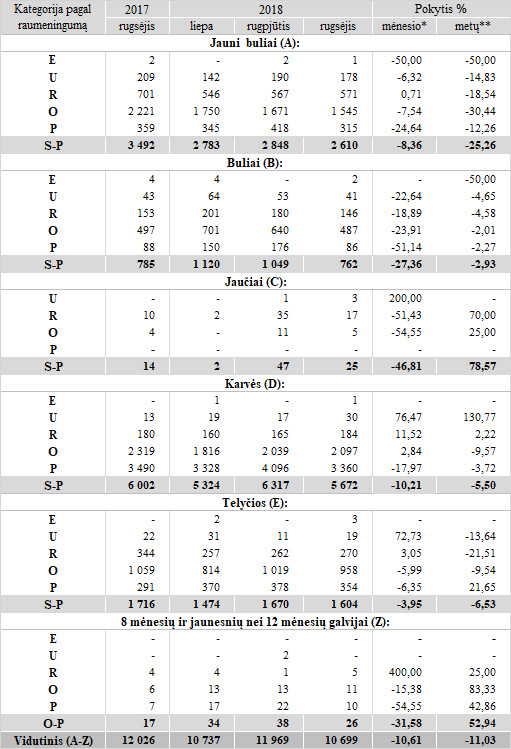 Kategorija pagal raumeningumą 2017 2018 Pokytis %
rugsėjis liepa rugpjūtis rugsėjis mėnesio* metų**
Jauni buliai (A):
E 2 - 2 1 -50,00 -50,00
U 209 142 190 178 -6,32 -14,83
R 701 546 567 571 0,71 -18,54
O 2 221 1 750 1 671 1 545 -7,54 -30,44
P 359 345 418 315 -24,64 -12,26
S-P 3 492 2 783 2 848 2 610 -8,36 -25,26
Buliai (B):
E 4 4 - 2 - -50,00
U 43 64 53 41 -22,64 -4,65
R 153 201 180 146 -18,89 -4,58
O 497 701 640 487 -23,91 -2,01
P 88 150 176 86 -51,14 -2,27
S-P 785 1 120 1 049 762 -27,36 -2,93
Jaučiai (C):
U - - 1 3 200,00 -
R 10 2 35 17 -51,43 70,00
O 4 - 11 5 -54,55 25,00
P - - - - - -
S-P 14 2 47 25 -46,81 78,57
Karvės (D):
E - 1 - 1 - -
U 13 19 17 30 76,47 130,77
R 180 160 165 184 11,52 2,22
O 2 319 1 816 2 039 2 097 2,84 -9,57
P 3 490 3 328 4 096 3 360 -17,97 -3,72
S-P 6 002 5 324 6 317 5 672 -10,21 -5,50
Telyčios (E):
E - 2 - 3 - -
U 22 31 11 19 72,73 -13,64
R 344 257 262 270 3,05 -21,51
O 1 059 814 1 019 958 -5,99 -9,54
P 291 370 378 354 -6,35 21,65
S-P 1 716 1 474 1 670 1 604 -3,95 -6,53
8 mėnesių ir jaunesnių nei 12 mėnesių galvijai (Z):
E - - - - - -
U - - 2 - - -
R 4 4 1 5 400,00 25,00
O 6 13 13 11 -15,38 83,33
P 7 17 22 10 -54,55 42,86
O-P 17 34 38 26 -31,58 52,94
Vidutinis (A-Z) 12 026 10 737 11 969 10 699 -10,61 -11,03